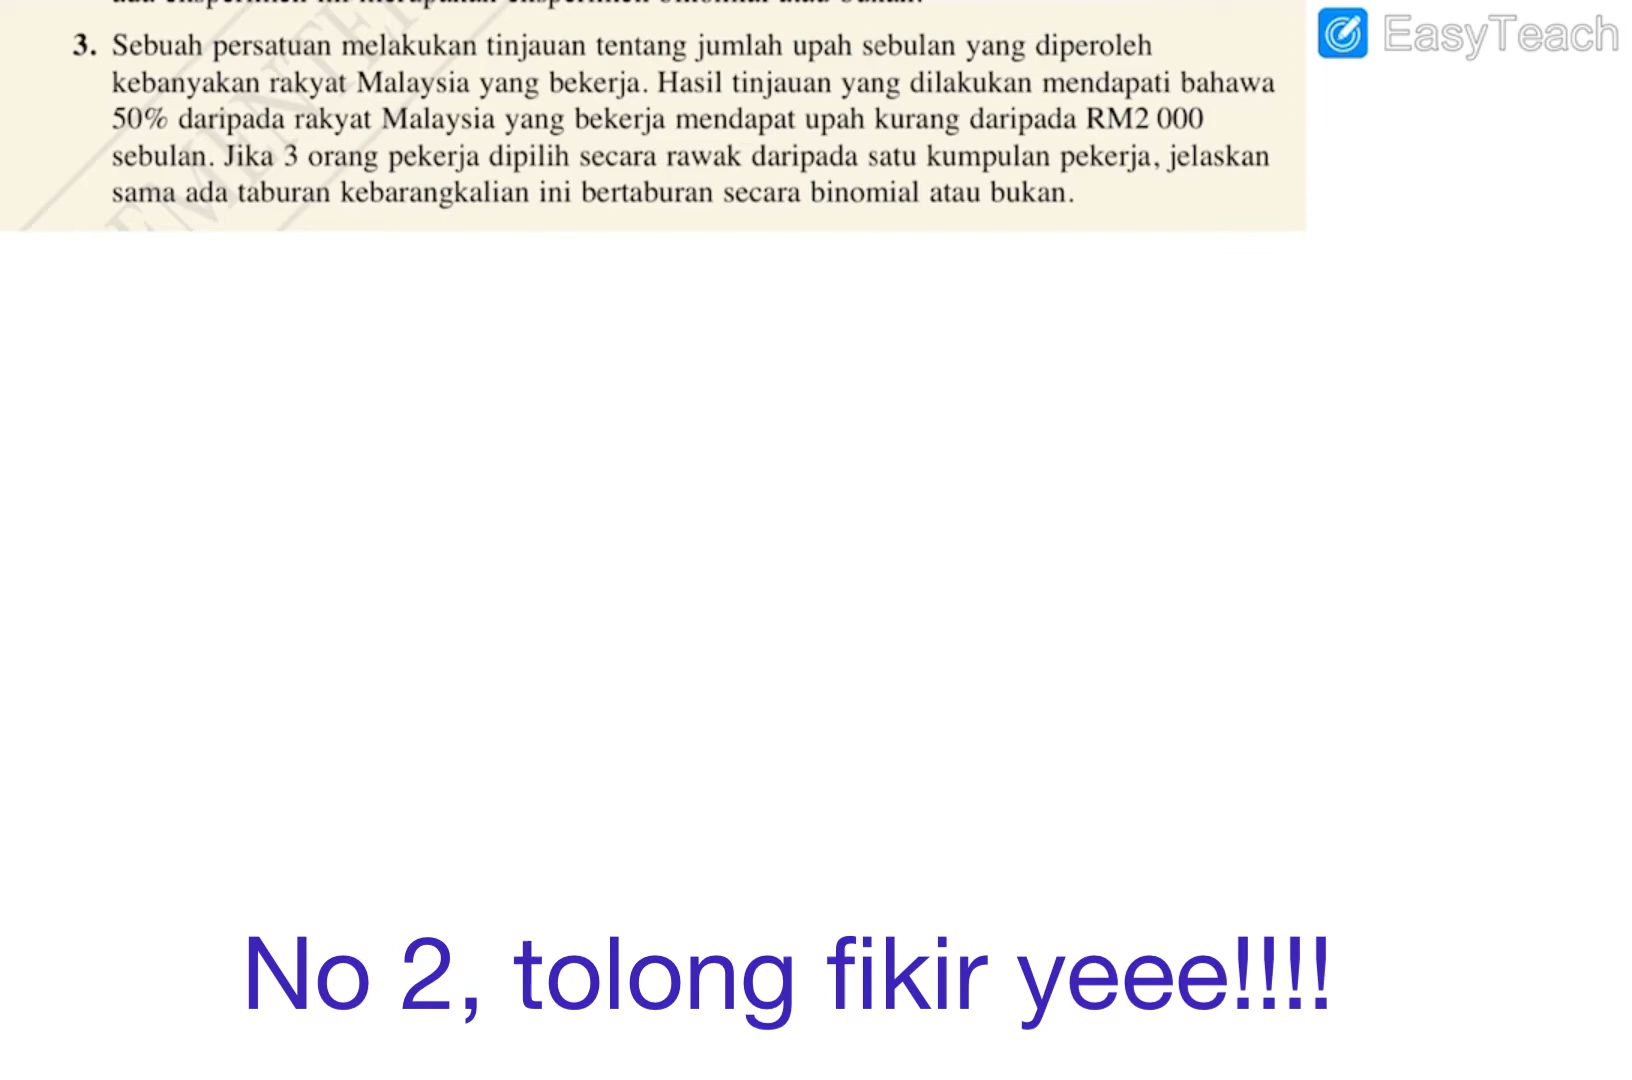 3. Sebuah persatuan melakukan tinjauan tentang jumlah upah sebulan yang diperoleh
kebanyakan rakyat Malaysia yang bekerja. Hasil tinjauan yang dilakukan mendapati bahawa
50% daripada rakyat Malaysia yang bekerja mendapat upah kurang daripada RM2 000
sebulan. Jika 3 orang pekerja dipilih secara rawak daripada satu kumpulan pekerja, jelaskan
sama ada taburan kebarangkalian ini bertaburan secara binomial atau bukan.
EasyTeach
No 2, tolong fikir yeee!!!!